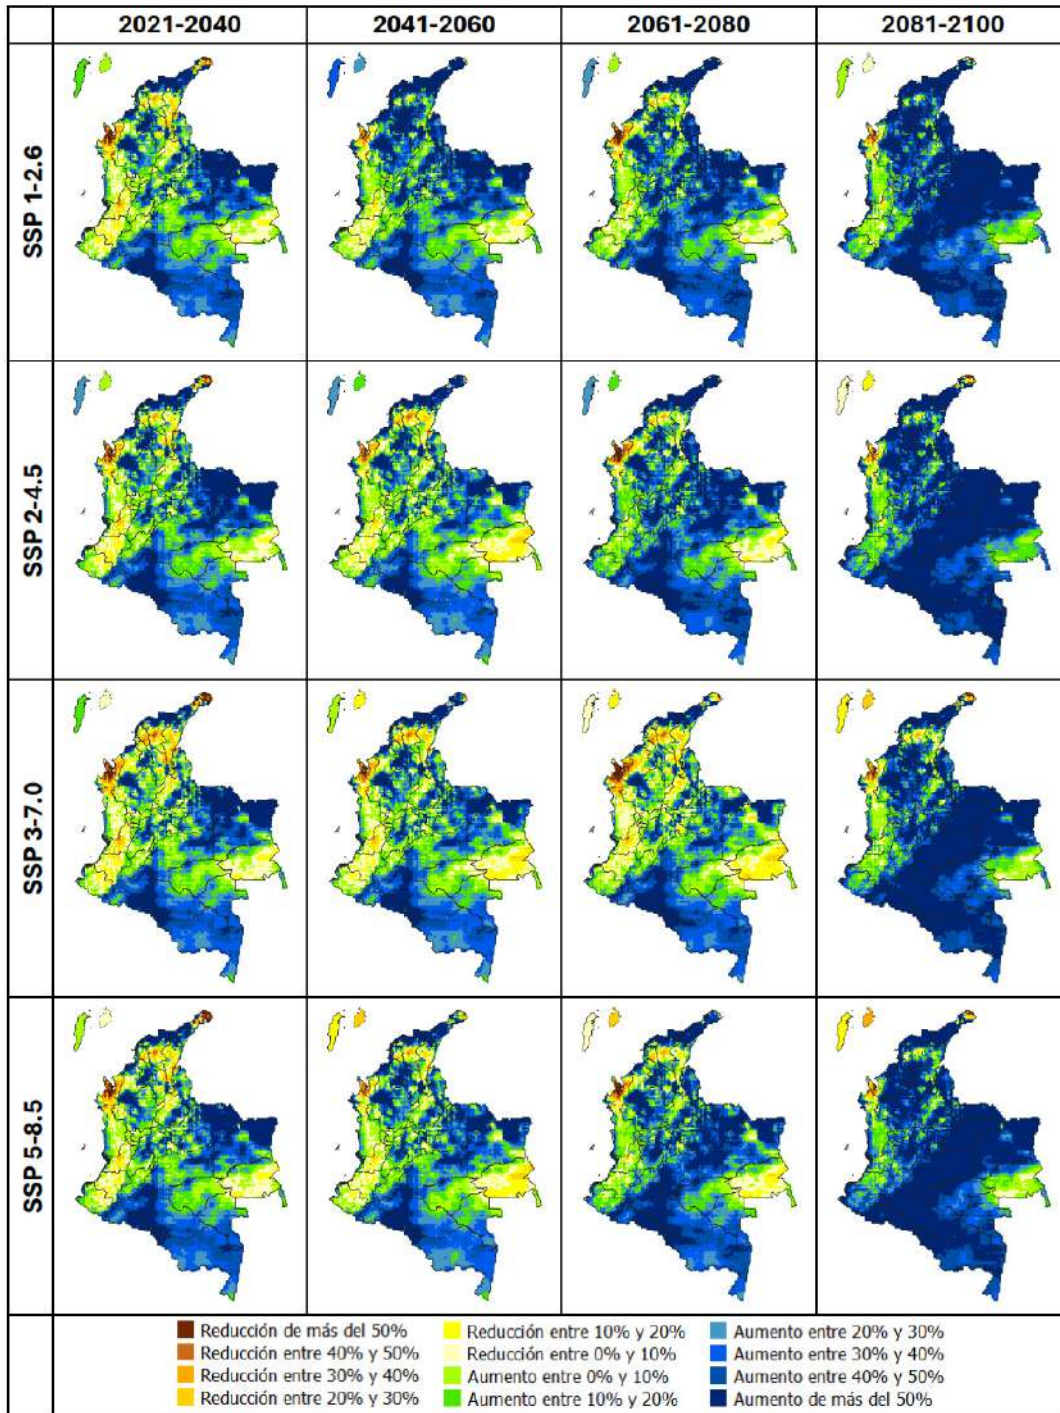 2021-2040 2041-2060 2061-2080 2081-2100
SSP 1-2.6
SSP 2-4.5
SSP 3-7.0
SSP 5-8.5
Reducción de más del 50% Reducción entre 10% y 20% Aumento entre 20% y 30%
Reducción entre 40% y 50% Reducción entre 0% y 10% Aumento entre 30% y 40%
Reducción entre 30% y 40% Aumento entre 0% y 10% Aumento entre 40% y 50%
Reducción entre 20% y 30% Aumento entre 10% y 20% Aumento de más del 50%